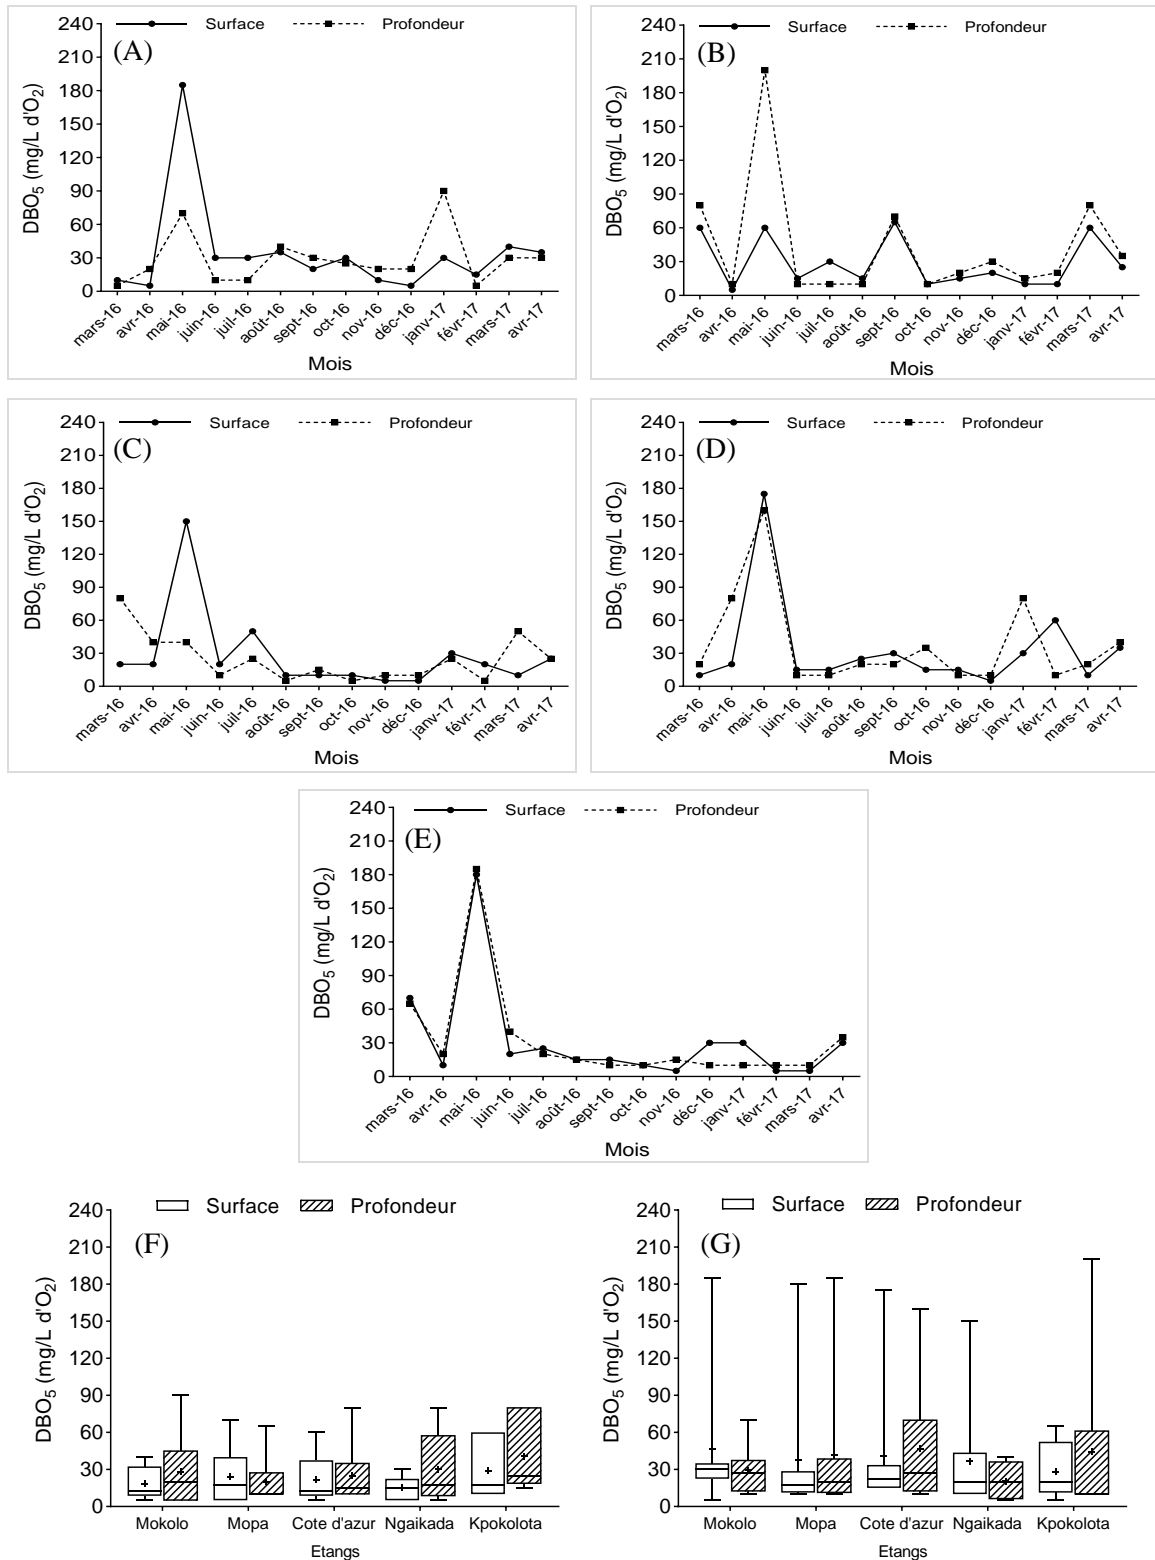 Surface Profondeur
(A)
DBO5 (mg/L d'O2)
240
210
180
150
120
90
60
30
0
mars-16 avr-16 mai-16 juin-16 juil-16 août-16 sept-16 oct-16 nov-16 déc-16 janv-17 févr-17 mars-17 avr-17
Mois
Surface Profondeur
(B)
DBO5 (mg/L d'O2)
240
210
180
150
120
90
60
30
0
mars-16 avr-16 mai-16 juin-16 juil-16 août-16 sept-16 oct-16 nov-16 déc-16 janv-17 févr-17 mars-17 avr-17
Mois
Surface Profondeur
(C)
DBO5 (mg/L d'O2)
240
210
180
150
120
90
60
30
0
mars-16 avr-16 mai-16 juin-16 juil-16 août-16 sept-16 oct-16 nov-16 déc-16 janv-17 févr-17 mars-17 avr-17
Mois
Surface Profondeur
(D)
DBO5 (mg/L d'O2)
240
210
180
150
120
90
60
30
0
mars-16 avr-16 mai-16 juin-16 juil-16 août-16 sept-16 oct-16 nov-16 déc-16 janv-17 févr-17 mars-17 avr-17
Mois
Surface Profondeur
(E)
DBO5 (mg/L d'O2)
240
210
180
150
120
90
60
30
0
mars-16 avr-16 mai-16 juin-16 juil-16 août-16 sept-16 oct-16 nov-16 déc-16 janv-17 févr-17 mars-17 avr-17
Mois
Surface Profondeur
(F)
DBO5 (mg/L d'O2)
240
210
180
150
120
90
60
30
0
Mokolo Mopa Cote d'azur Ngaikada Kpokolota
Etangs
Surface Profondeur
(G)
DBO5 (mg/L d'O2)
240
210
180
150
120
90
60
30
0
Mokolo Mopa Cote d'azur Ngaikada Kpokolota
Etangs